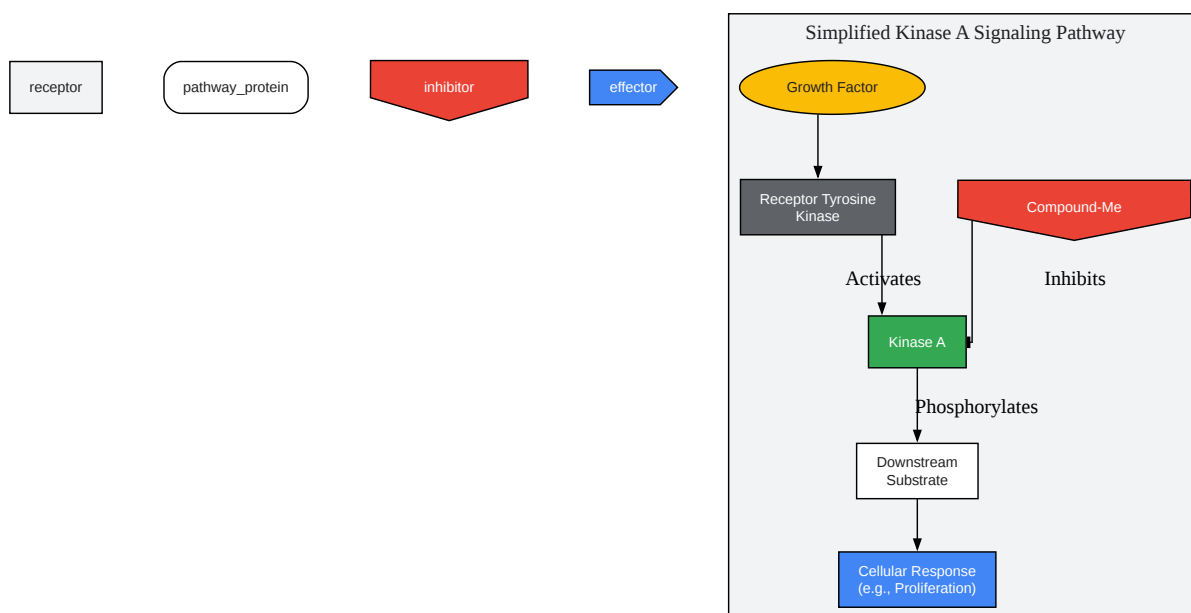 Simplified Kinase A Signaling Pathway
receptor
pathway_protein
inhibitor
effector
Growth Factor
Receptor Tyrosine
Kinase
Compound-Me
Activates
Inhibits
Kinase A
Phosphorylates
Downstream
Substrate
Cellular Response
(e.g., Proliferation)